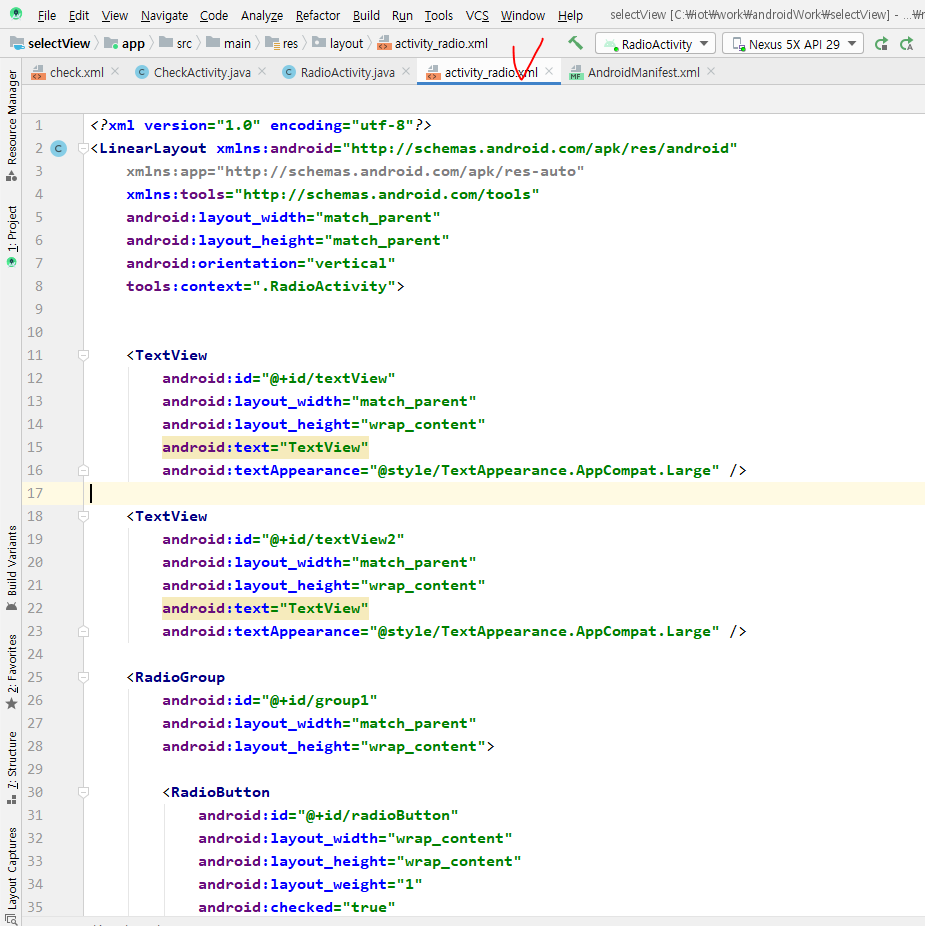 File Edit View Navigate Code Analyze Refactor Build Run Tools VCS Window Help selectView [C:₩iot₩work₩androidWork₩selectView] - ...₩r
selectView app src main res layout activity_radio.xml RadioActivity Nexus 5X API 29
check.xml CheckActivity.java RadioActivity.java activity_radio.xml AndroidManifest.xml
Resource Manager
1: Project
Build Variants
2: Favorites
7: Structure
Layout Captures
1 <?xml version="1.0" encoding="utf-8"?>
2 <LinearLayout xmlns:android="http://schemas.android.com/apk/res/android"
3 xmlns:app="http://schemas.android.com/apk/res-auto"
4 xmlns:tools="http://schemas.android.com/tools"
5 android:layout_width="match_parent"
6 android:layout_height="match_parent"
7 android:orientation="vertical"
8 tools:context=".RadioActivity">
9
10
11 <TextView
12 android:id="@+id/textView"
13 android:layout_width="match_parent"
14 android:layout_height="wrap_content"
15 android:text="TextView"
16 android:textAppearance="@style/TextAppearance.AppCompat.Large" />
17
18 <TextView
19 android:id="@+id/textView2"
20 android:layout_width="match_parent"
21 android:layout_height="wrap_content"
22 android:text="TextView"
23 android:textAppearance="@style/TextAppearance.AppCompat.Large" />
24
25 <RadioGroup
26 android:id="@+id/group1"
27 android:layout_width="match_parent"
28 android:layout_height="wrap_content">
29
30 <RadioButton
31 android:id="@+id/radioButton"
32 android:layout_width="wrap_content"
33 android:layout_height="wrap_content"
34 android:layout_weight="1"
35 android:checked="true"